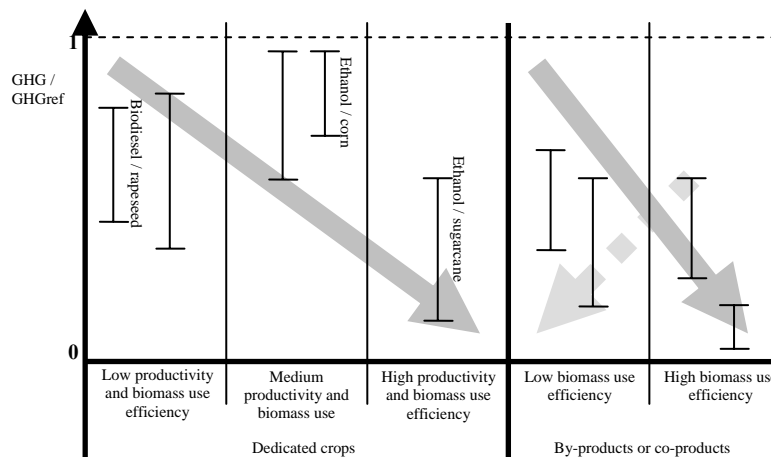 1
GHG /
GHGref
Biodiesel / rapeseed
Ethanol / corn
Ethanol / sugarcane
0
Low productivity
and biomass use
efficiency
Medium
productivity and
biomass use
High productivity
and biomass use
efficiency
Low biomass use
efficiency
High biomass use
efficiency
Dedicated crops
By-products or co-products